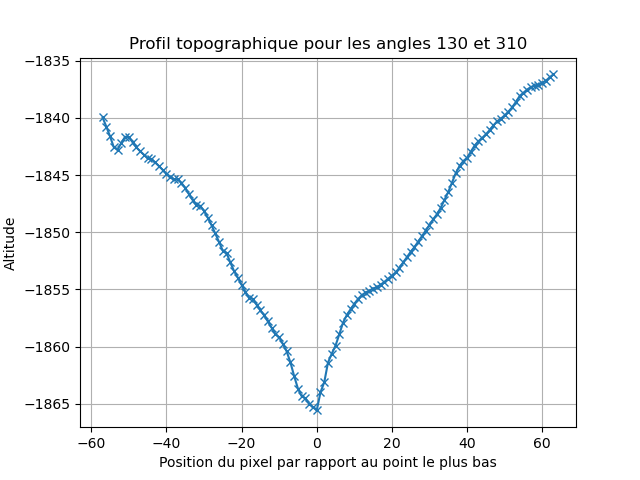 Profil topographique pour les angles 130 et 310
−1835
−1840
−1845
−1850
−1855
−1860
−1865
Altitude
−60 −40 −20 0 20 40 60
Position du pixel par rapport au point le plus bas